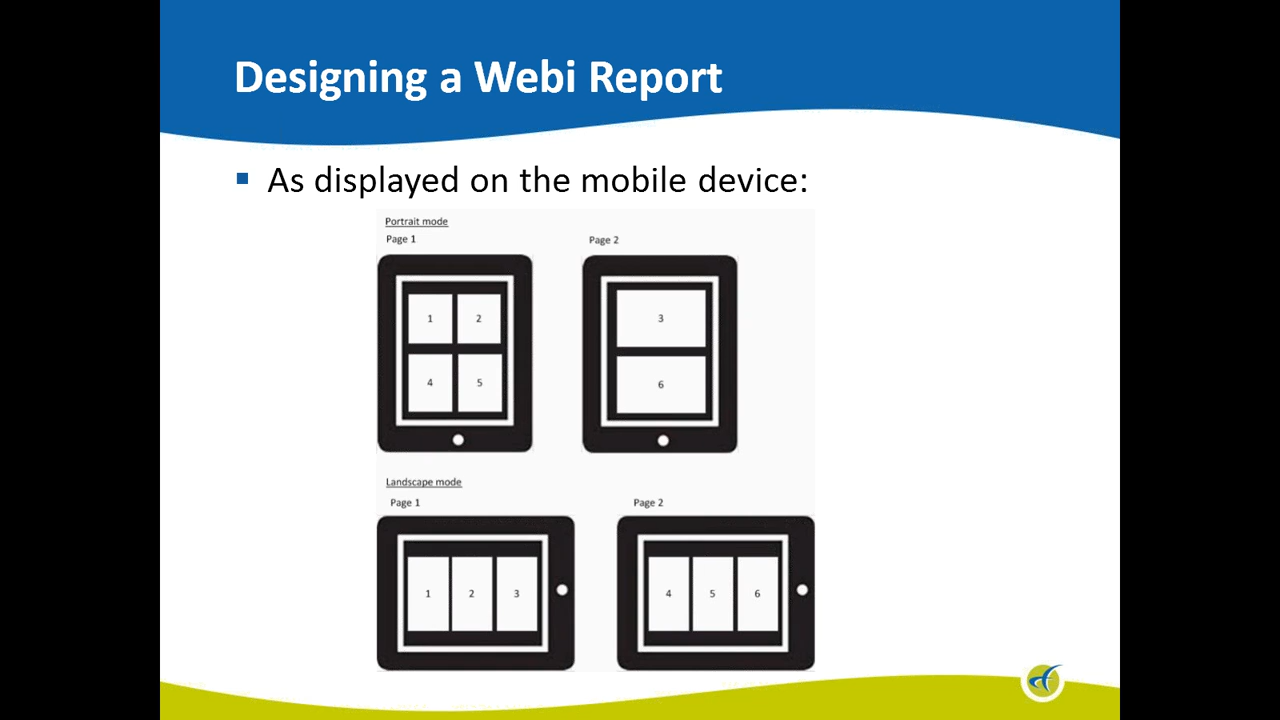 Designing a Webi Report
▪ As displayed on the mobile device:
Portrait mode
Page 1
Page 2
1 2
4 5
3
6
Landscape mode
Page 1
Page 2
1 2 3
4 5 6